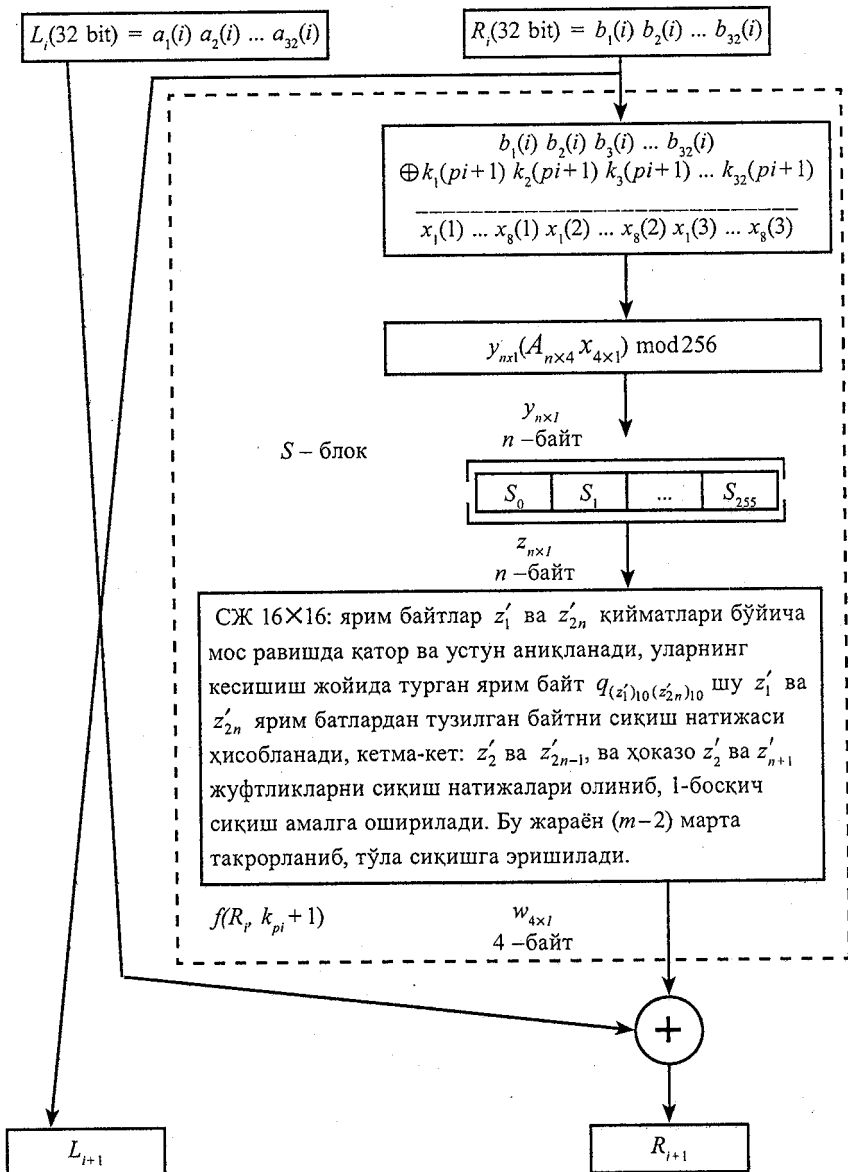 L_i(32 bit) = a_1(i) a_2(i) ... a_32(i)
R_i(32 bit) = b_1(i) b_2(i) ... b_32(i)
b_1(i) b_2(i) b_3(i) ... b_32(i)
⊕k_1(pi+1) k_2(pi+1) k_3(pi+1) ... k_32(pi+1)
x_1(1) ... x_8(1) x_1(2) ... x_8(2) x_1(3) ... x_8(3)
y_nx1(A_n×4 x_4×1) mod256
y_n×1
n –байт
S – блок
S_0 S_1 ... S_255
z_n×1
n –байт
СЖ 16×16: ярим байтлар z′_1 ва z′_2n қийматлари бўйича
мос равишда қатор ва устун аниқланади, уларнинг
кесишиш жойида турган ярим байт q_(z′_1)10(z′_2n)10 шу z′_1 ва
z′_2n ярим батлардан тузилган байтни сиқиш натижаси
ҳисобланади, кетма-кет: z′_2 ва z′_2n–1, ва ҳоказо z′_2 ва z′_n+1
жуфтликларни сиқиш натижалари олиниб, 1-босқич
сиқиш амалга оширилади. Бу жараён (m–2) марта
такрорланиб, тўла сиқишга эришилади.
f(R_i, k_pi + 1)
w_4×1
4 –байт
+
L_i+1
R_i+1